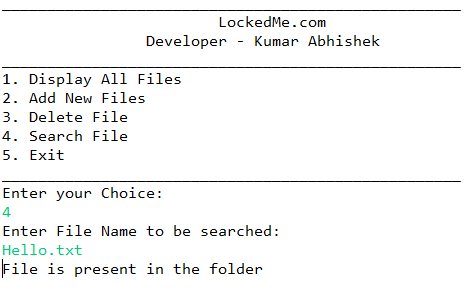 LockedMe.com
Developer - Kumar Abhishek
1. Display All Files
2. Add New Files
3. Delete File
4. Search File
5. Exit
Enter your Choice:
4
Enter File Name to be searched:
Hello.txt
File is present in the folder